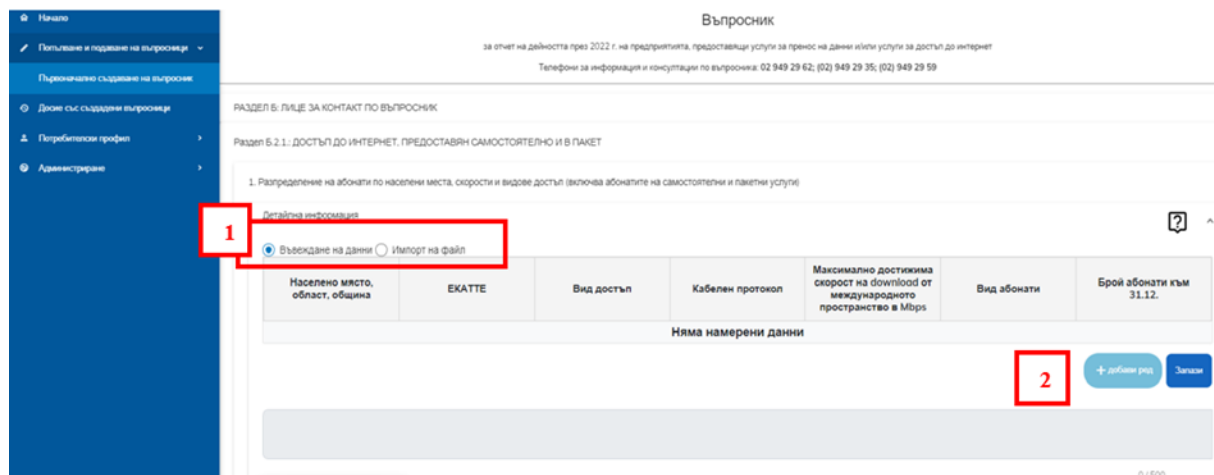 Начало
Попълване и подаване на въпросници
Първоначално създаване на въпросник
Досие със създадени въпросници
Потребителски профил
Администриране
Въпросник
за отчет на дейността през 2022 г. на предприятията, предоставящи услуги за пренос на данни и/или услуги за достъп до интернет
Телефони за информация и консултации по въпросника: 02 949 29 62; (02) 949 29 35; (02) 949 29 59
РАЗДЕЛ Б: ЛИЦЕ ЗА КОНТАКТ ПО ВЪПРОСНИК
Раздел Б.2.1.: ДОСТЪП ДО ИНТЕРНЕТ, ПРЕДОСТАВЯН САМОСТОЯТЕЛНО И В ПАКЕТ
1. Разпределение на абонати по населени места, скорости и видове достъп (включва абонатите на самостоятелни и пакетни услуги)
Детайлна информация
1
Въвеждане на данни Импорт на файл
Населено място,
област, община
ЕКАТТЕ
Вид достъп
Кабелен протокол
Максимално достижима
скорост на download от
международното
пространство в Mbps
Вид абонати
Брой абонати към
31.12.
Няма намерени данни
2
+ добави ред
Запази
0 / 500